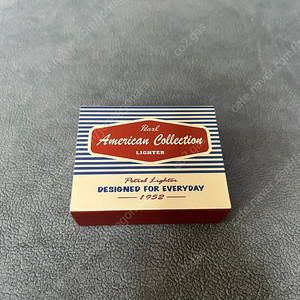 Pearl
American Collection
LIGHTER
Petrol Lighter
DESIGNED FOR EVERYDAY
1952